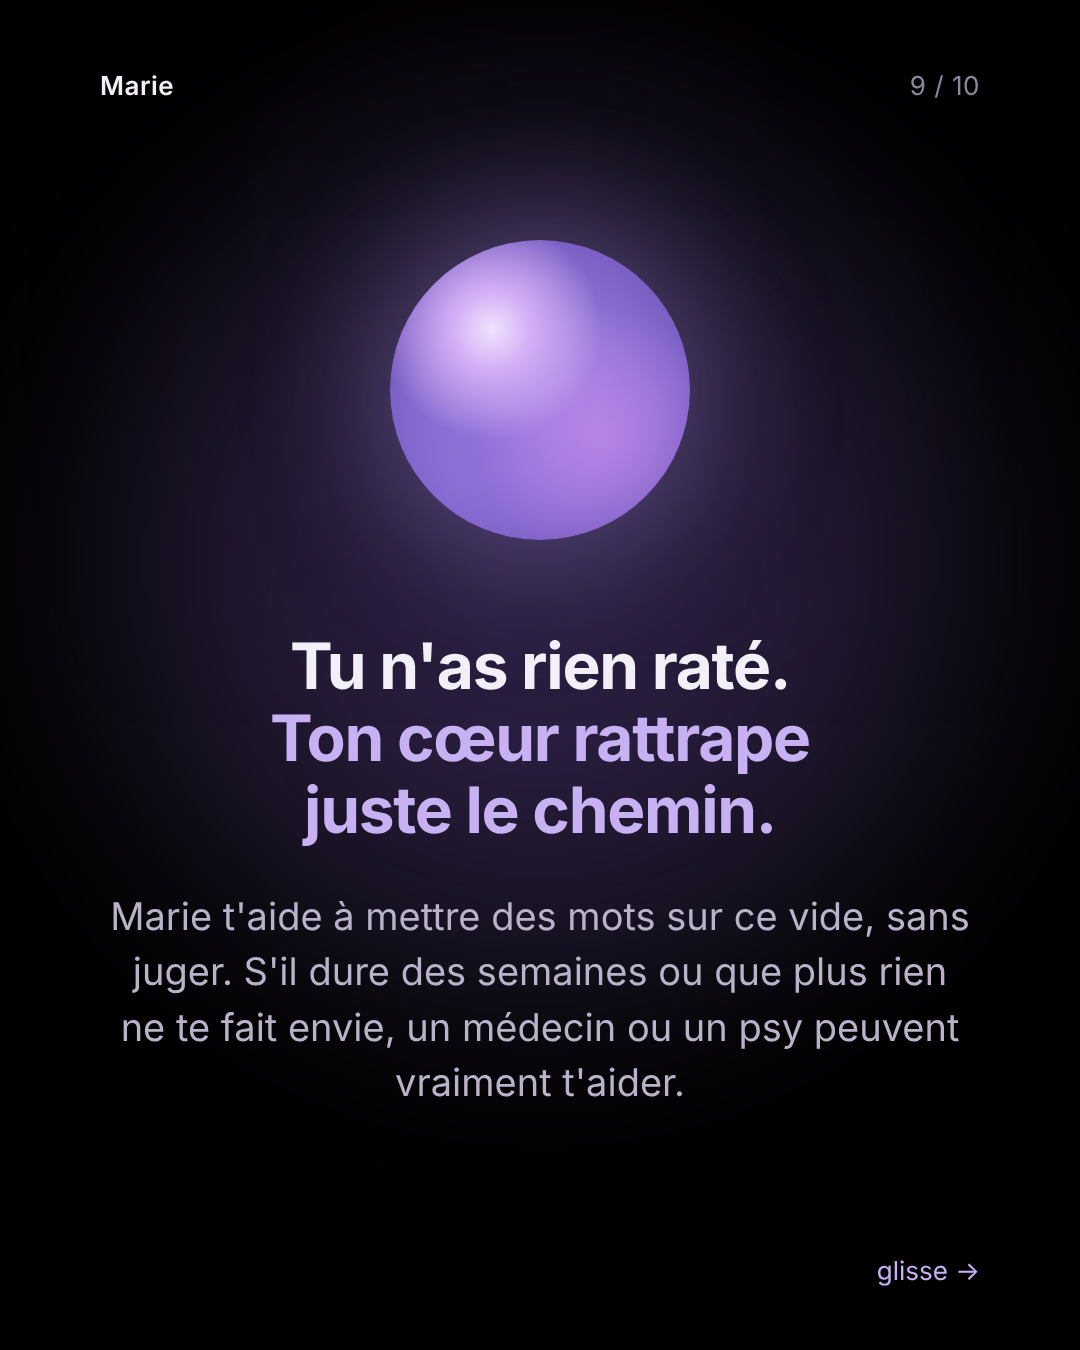 Marie
9 / 10
Tu n'as rien raté.
Ton cœur rattrape
juste le chemin.
Marie t'aide à mettre des mots sur ce vide, sans
juger. S'il dure des semaines ou que plus rien
ne te fait envie, un médecin ou un psy peuvent
vraiment t'aider.
glisse →